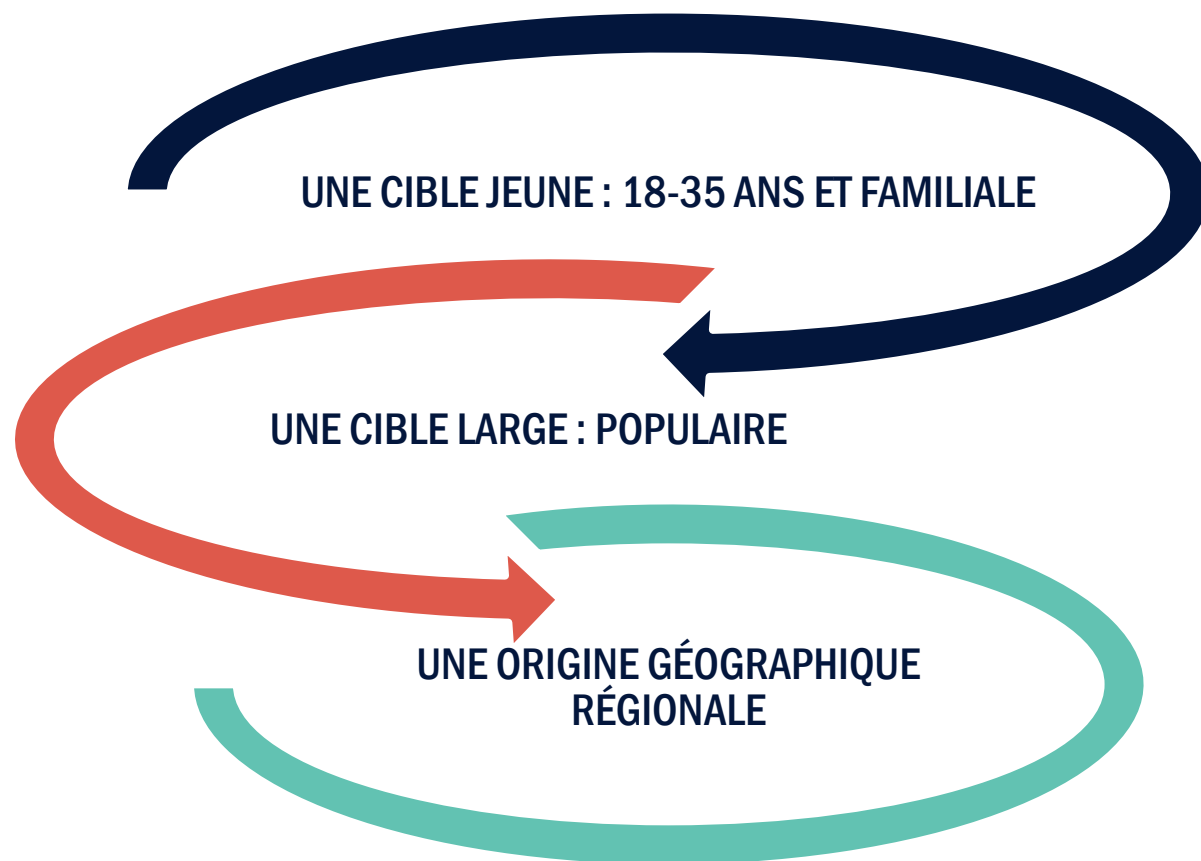 UNE CIBLE JEUNE : 18-35 ANS ET FAMILIALE
UNE CIBLE LARGE : POPULAIRE
UNE ORIGINE GÉOGRAPHIQUE
RÉGIONALE